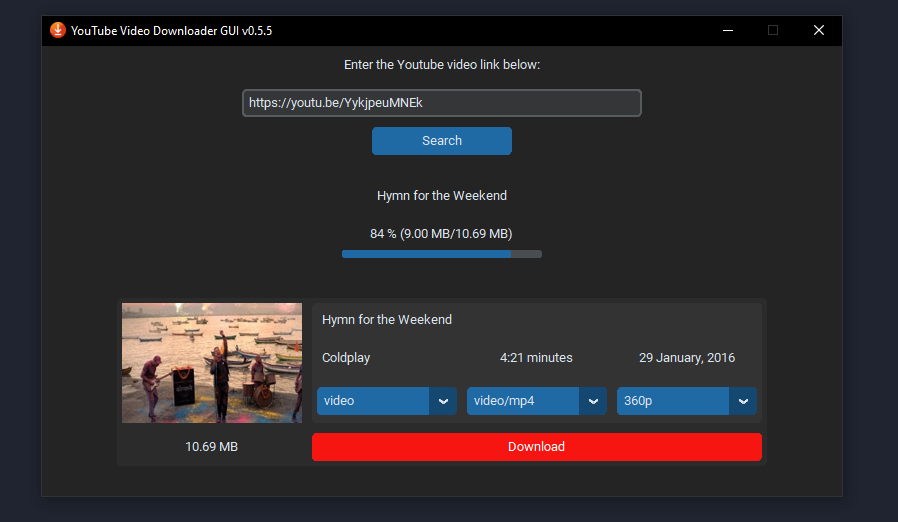 YouTube Video Downloader GUI v0.5.5
Enter the Youtube video link below:
https://youtu.be/YykjpeuMNEk
Search
Hymn for the Weekend
84 % (9.00 MB/10.69 MB)
Hymn for the Weekend
Coldplay 4:21 minutes 29 January, 2016
video video/mp4 360p
10.69 MB Download